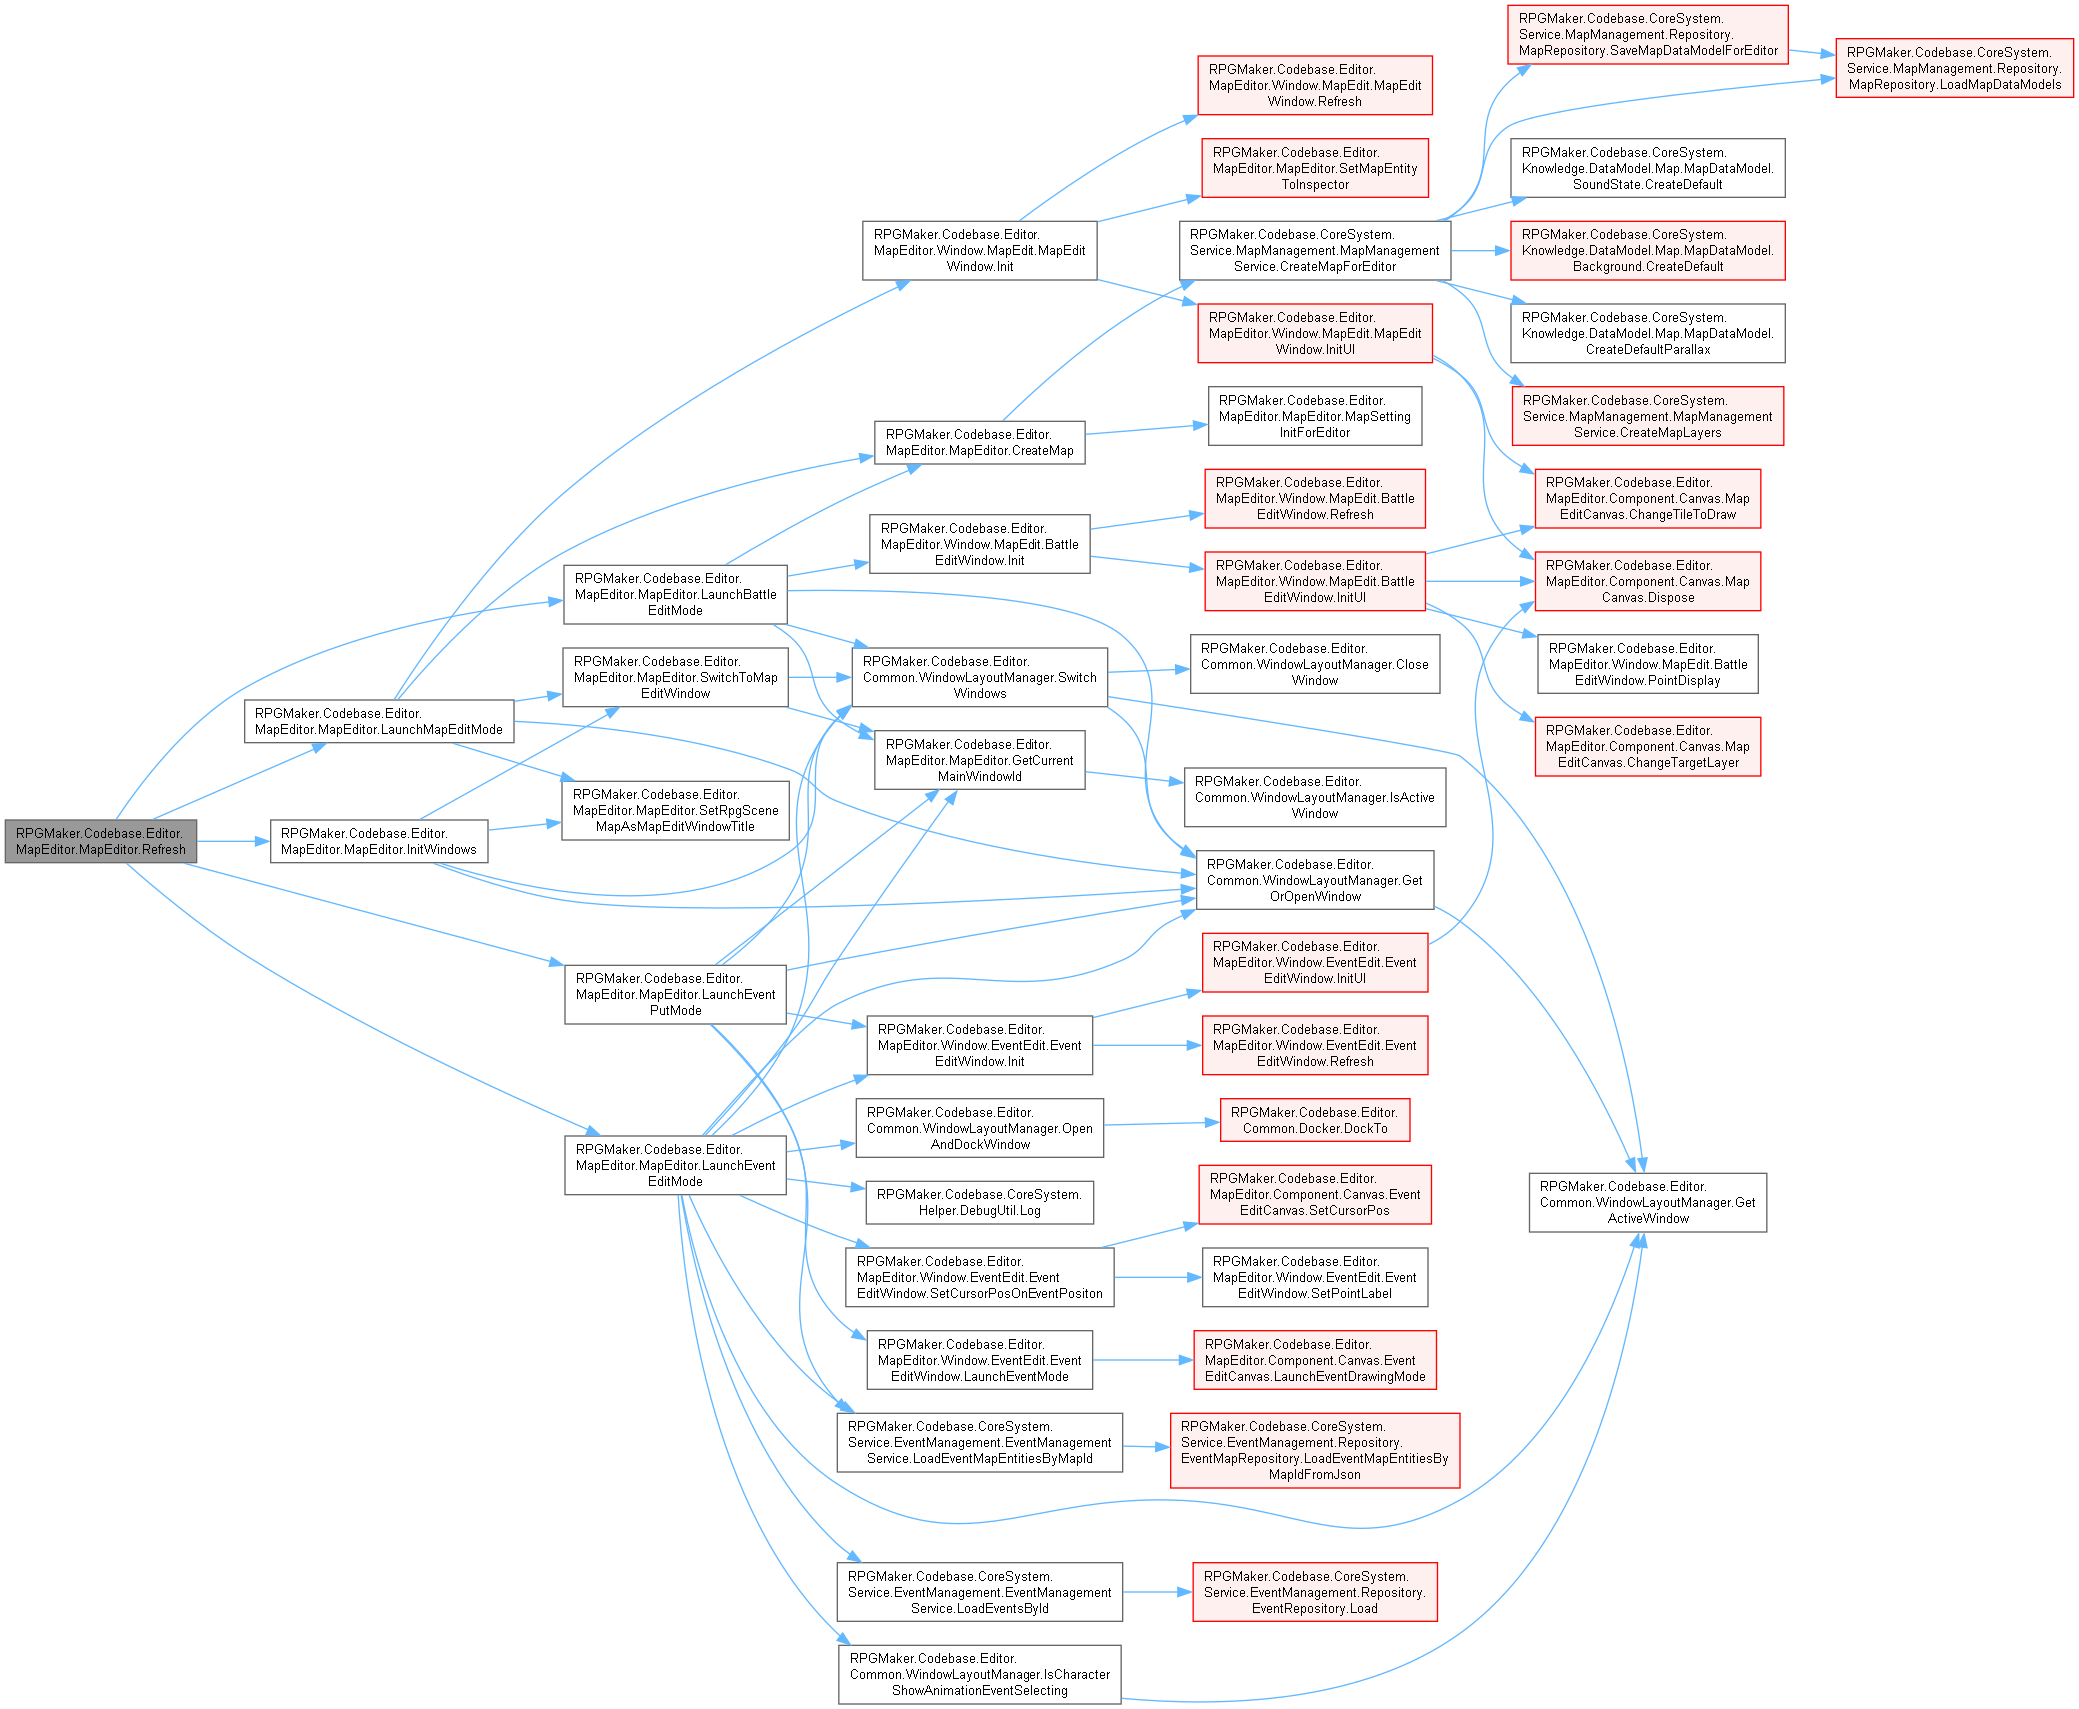 RPGMaker.Codebase.Editor.
MapEditor.MapEditor.Refresh
RPGMaker.Codebase.Editor.
MapEditor.MapEditor.LaunchMapEditMode
RPGMaker.Codebase.Editor.
MapEditor.MapEditor.InitWindows
RPGMaker.Codebase.Editor.
MapEditor.MapEditor.LaunchBattle
EditMode
RPGMaker.Codebase.Editor.
MapEditor.MapEditor.SwitchToMap
EditWindow
RPGMaker.Codebase.Editor.
MapEditor.MapEditor.SetRpgScene
MapAsMapEditWindowTitle
RPGMaker.Codebase.Editor.
MapEditor.MapEditor.LaunchEvent
PutMode
RPGMaker.Codebase.Editor.
MapEditor.MapEditor.LaunchEvent
EditMode
RPGMaker.Codebase.Editor.
MapEditor.Window.MapEdit.MapEdit
Window.Init
RPGMaker.Codebase.Editor.
MapEditor.MapEditor.CreateMap
RPGMaker.Codebase.Editor.
MapEditor.Window.MapEdit.Battle
EditWindow.Init
RPGMaker.Codebase.Editor.
Common.WindowLayoutManager.Switch
Windows
RPGMaker.Codebase.Editor.
MapEditor.MapEditor.GetCurrent
MainWindowId
RPGMaker.Codebase.Editor.
MapEditor.Window.EventEdit.Event
EditWindow.Init
RPGMaker.Codebase.Editor.
Common.WindowLayoutManager.Open
AndDockWindow
RPGMaker.Codebase.CoreSystem.
Helper.DebugUtil.Log
RPGMaker.Codebase.Editor.
MapEditor.Window.EventEdit.Event
EditWindow.SetCursorPosOnEventPositon
RPGMaker.Codebase.Editor.
MapEditor.Window.EventEdit.Event
EditWindow.LaunchEventMode
RPGMaker.Codebase.CoreSystem.
Service.EventManagement.EventManagement
Service.LoadEventMapEntitiesByMapId
RPGMaker.Codebase.CoreSystem.
Service.EventManagement.EventManagement
Service.LoadEventsById
RPGMaker.Codebase.Editor.
Common.WindowLayoutManager.IsCharacter
ShowAnimationEventSelecting
RPGMaker.Codebase.Editor.
MapEditor.Window.MapEdit.MapEdit
Window.Refresh
RPGMaker.Codebase.Editor.
MapEditor.MapEditor.SetMapEntity
ToInspector
RPGMaker.Codebase.CoreSystem.
Service.MapManagement.MapManagement
Service.CreateMapForEditor
RPGMaker.Codebase.Editor.
MapEditor.Window.MapEdit.MapEdit
Window.InitUI
RPGMaker.Codebase.Editor.
MapEditor.MapEditor.MapSetting
InitForEditor
RPGMaker.Codebase.Editor.
MapEditor.Window.MapEdit.Battle
EditWindow.Refresh
RPGMaker.Codebase.Editor.
MapEditor.Window.MapEdit.Battle
EditWindow.InitUI
RPGMaker.Codebase.Editor.
Common.WindowLayoutManager.Close
Window
RPGMaker.Codebase.Editor.
Common.WindowLayoutManager.IsActive
Window
RPGMaker.Codebase.Editor.
Common.WindowLayoutManager.Get
OrOpenWindow
RPGMaker.Codebase.Editor.
MapEditor.Window.EventEdit.Event
EditWindow.InitUI
RPGMaker.Codebase.Editor.
MapEditor.Window.EventEdit.Event
EditWindow.Refresh
RPGMaker.Codebase.Editor.
Common.Docker.DockTo
RPGMaker.Codebase.Editor.
MapEditor.Component.Canvas.Event
EditCanvas.SetCursorPos
RPGMaker.Codebase.Editor.
MapEditor.Window.EventEdit.Event
EditWindow.SetPointLabel
RPGMaker.Codebase.Editor.
MapEditor.Component.Canvas.Event
EditCanvas.LaunchEventDrawingMode
RPGMaker.Codebase.CoreSystem.
Service.EventManagement.Repository.
EventMapRepository.LoadEventMapEntitiesBy
MapIdFromJson
RPGMaker.Codebase.CoreSystem.
Service.EventManagement.Repository.
EventRepository.Load
RPGMaker.Codebase.CoreSystem.
Service.MapManagement.Repository.
MapRepository.SaveMapDataModelForEditor
RPGMaker.Codebase.CoreSystem.
Knowledge.DataModel.Map.MapDataModel.
SoundState.CreateDefault
RPGMaker.Codebase.CoreSystem.
Knowledge.DataModel.Map.MapDataModel.
Background.CreateDefault
RPGMaker.Codebase.CoreSystem.
Knowledge.DataModel.Map.MapDataModel.
CreateDefaultParallax
RPGMaker.Codebase.CoreSystem.
Service.MapManagement.MapManagement
Service.CreateMapLayers
RPGMaker.Codebase.Editor.
MapEditor.Component.Canvas.Map
EditCanvas.ChangeTileToDraw
RPGMaker.Codebase.Editor.
MapEditor.Component.Canvas.Map
Canvas.Dispose
RPGMaker.Codebase.Editor.
MapEditor.Window.MapEdit.Battle
EditWindow.PointDisplay
RPGMaker.Codebase.Editor.
MapEditor.Component.Canvas.Map
EditCanvas.ChangeTargetLayer
RPGMaker.Codebase.Editor.
Common.WindowLayoutManager.Get
ActiveWindow
RPGMaker.Codebase.CoreSystem.
Service.MapManagement.Repository.
MapRepository.LoadMapDataModels